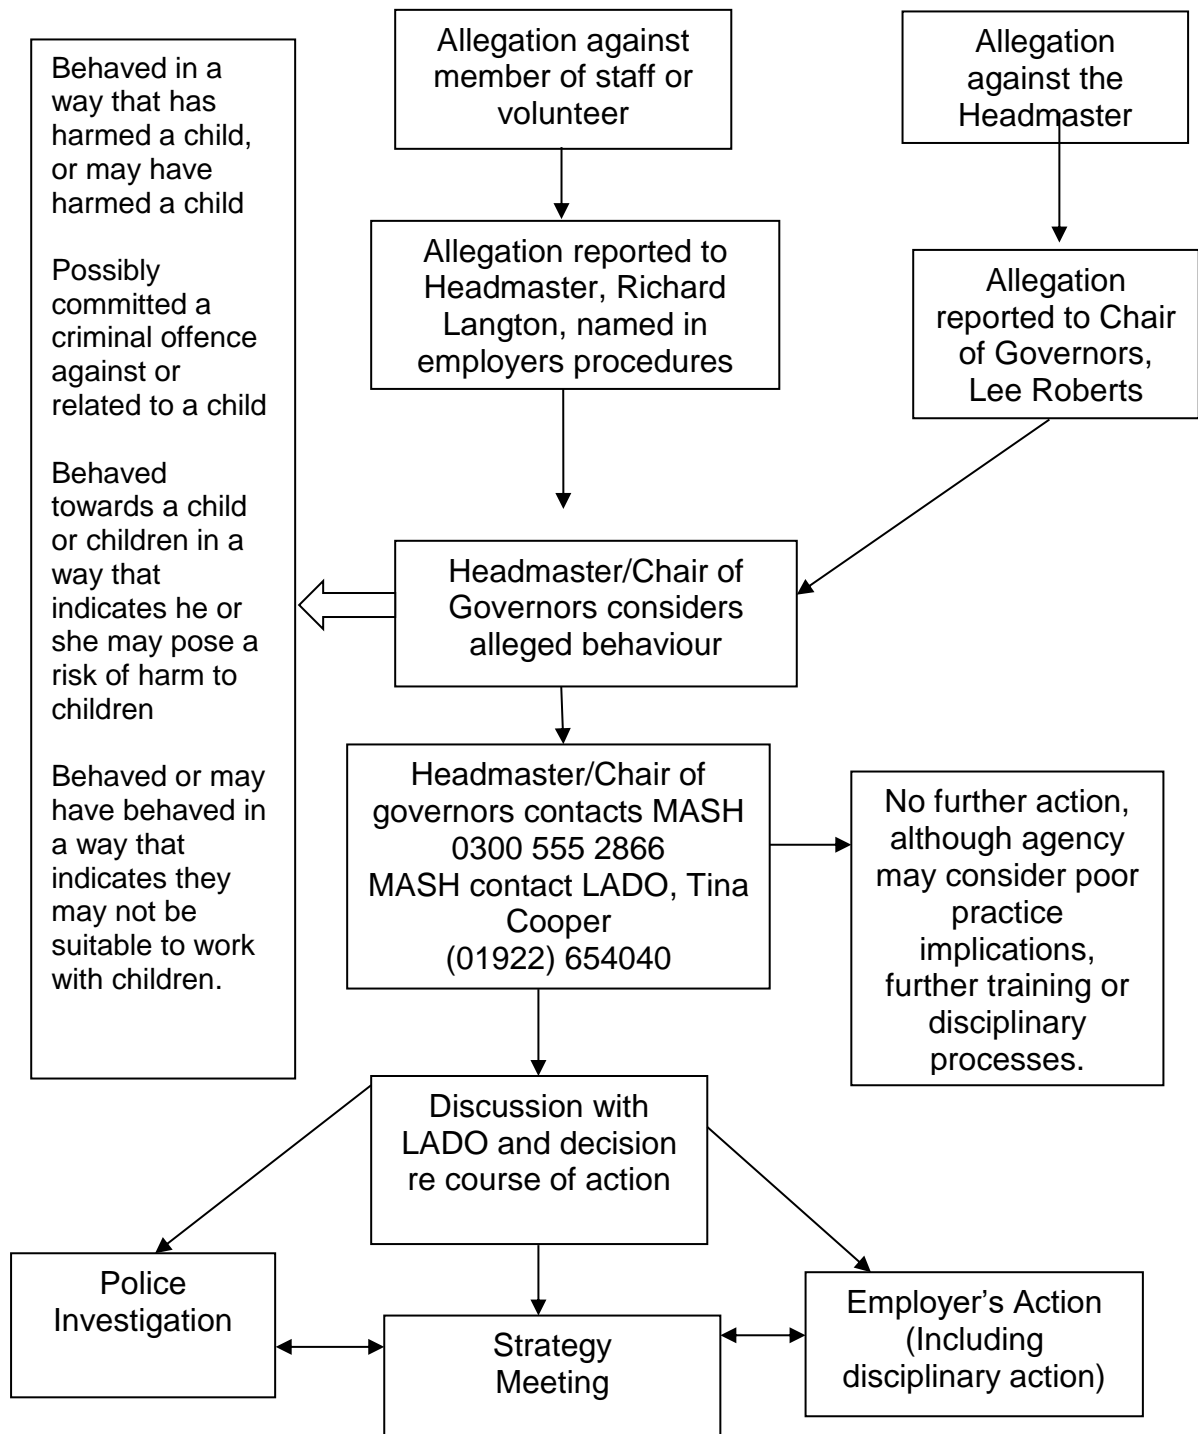 Allegation against
member of staff or
volunteer
Allegation
against the
Headmaster
Behaved in a
way that has
harmed a child,
or may have
harmed a child
Possibly
committed a
criminal offence
against or
related to a child
Behaved
towards a child
or children in a
way that
indicates he or
she may pose a
risk of harm to
children
Behaved or may
have behaved in
a way that
indicates they
may not be
suitable to work
with children.
Allegation reported to
Headmaster, Richard
Langton, named in
employers procedures
Allegation
reported to Chair
of Governors,
Lee Roberts
Headmaster/Chair of
Governors considers
alleged behaviour
Headmaster/Chair of
governors contacts MASH
0300 555 2866
MASH contact LADO, Tina
Cooper
(01922) 654040
No further action,
although agency
may consider poor
practice
implications,
further training or
disciplinary
processes.
Discussion with
LADO and decision
re course of action
Police
Investigation
Strategy
Meeting
Employer’s Action
(Including
disciplinary action)